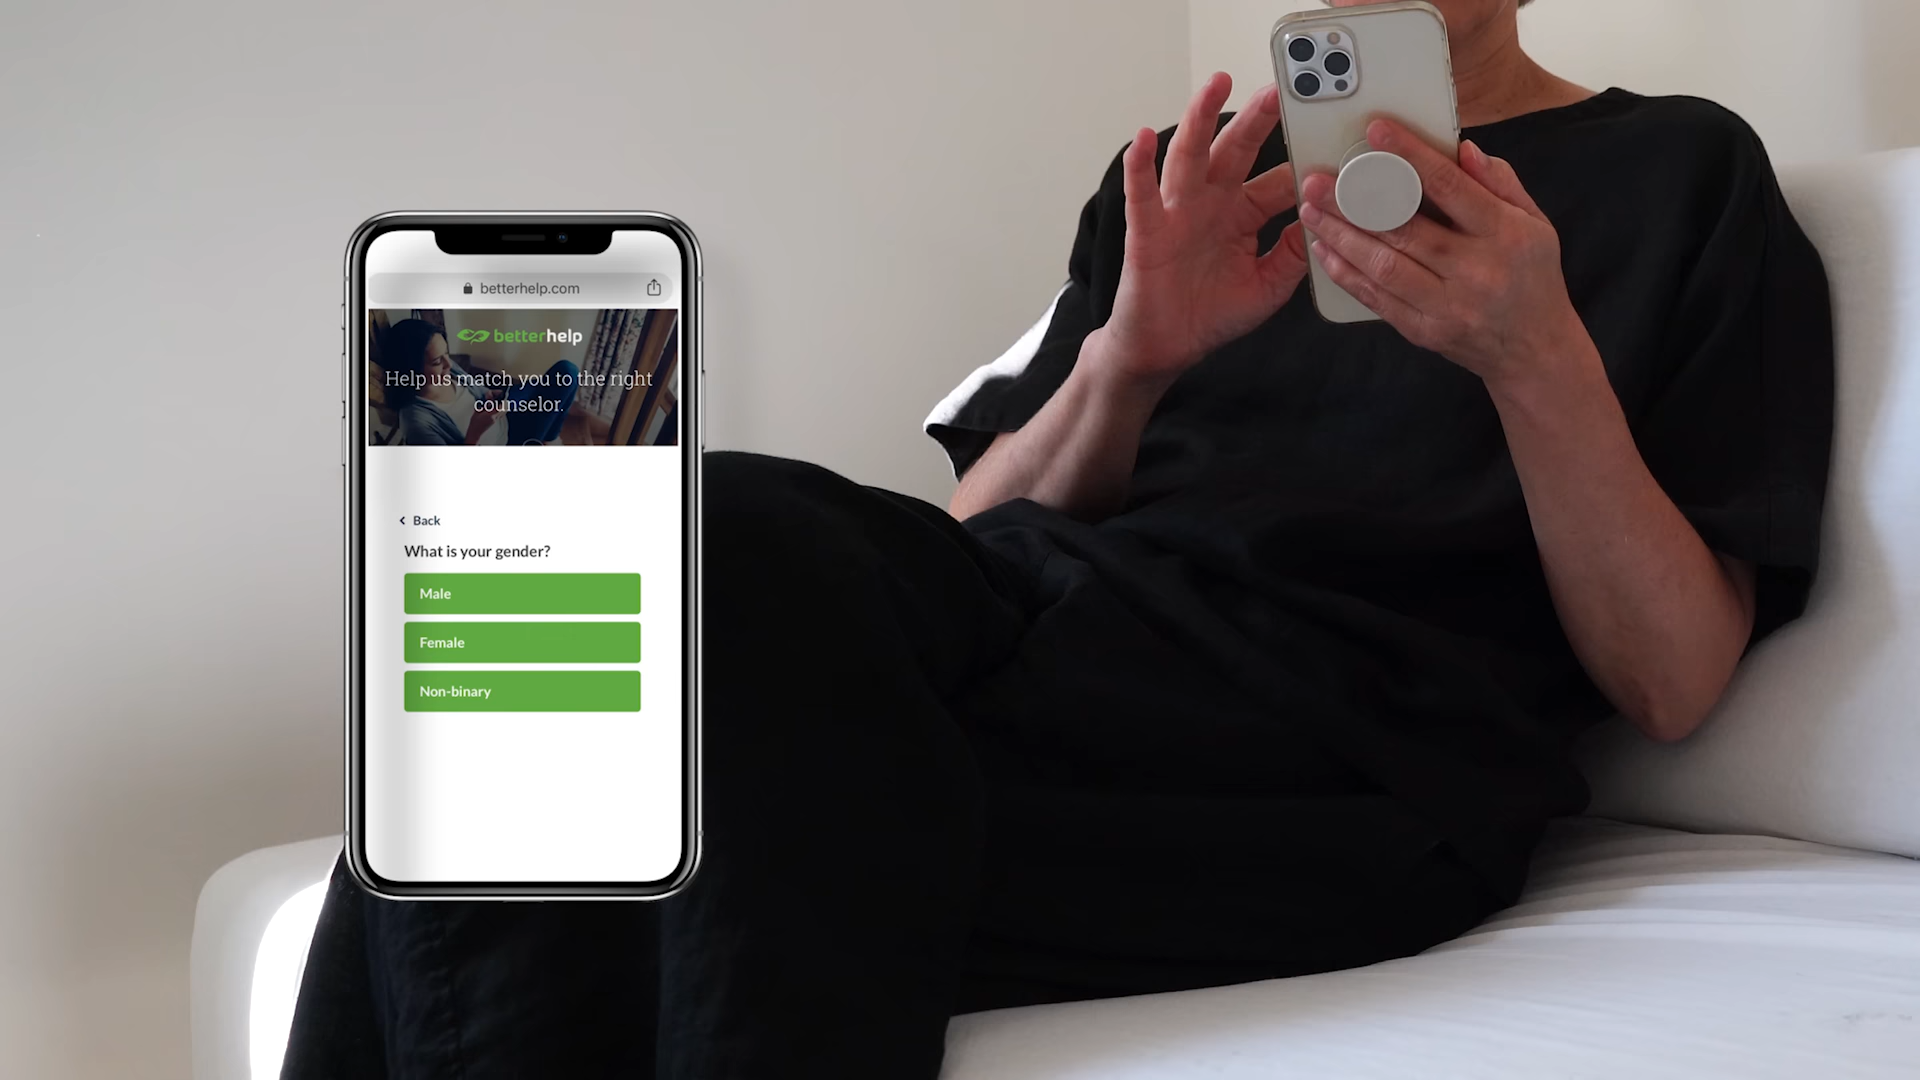 betterhelp.com
betterhelp
Help us match you to the right
counselor.
Back
What is your gender?
Male
Female
Non-binary